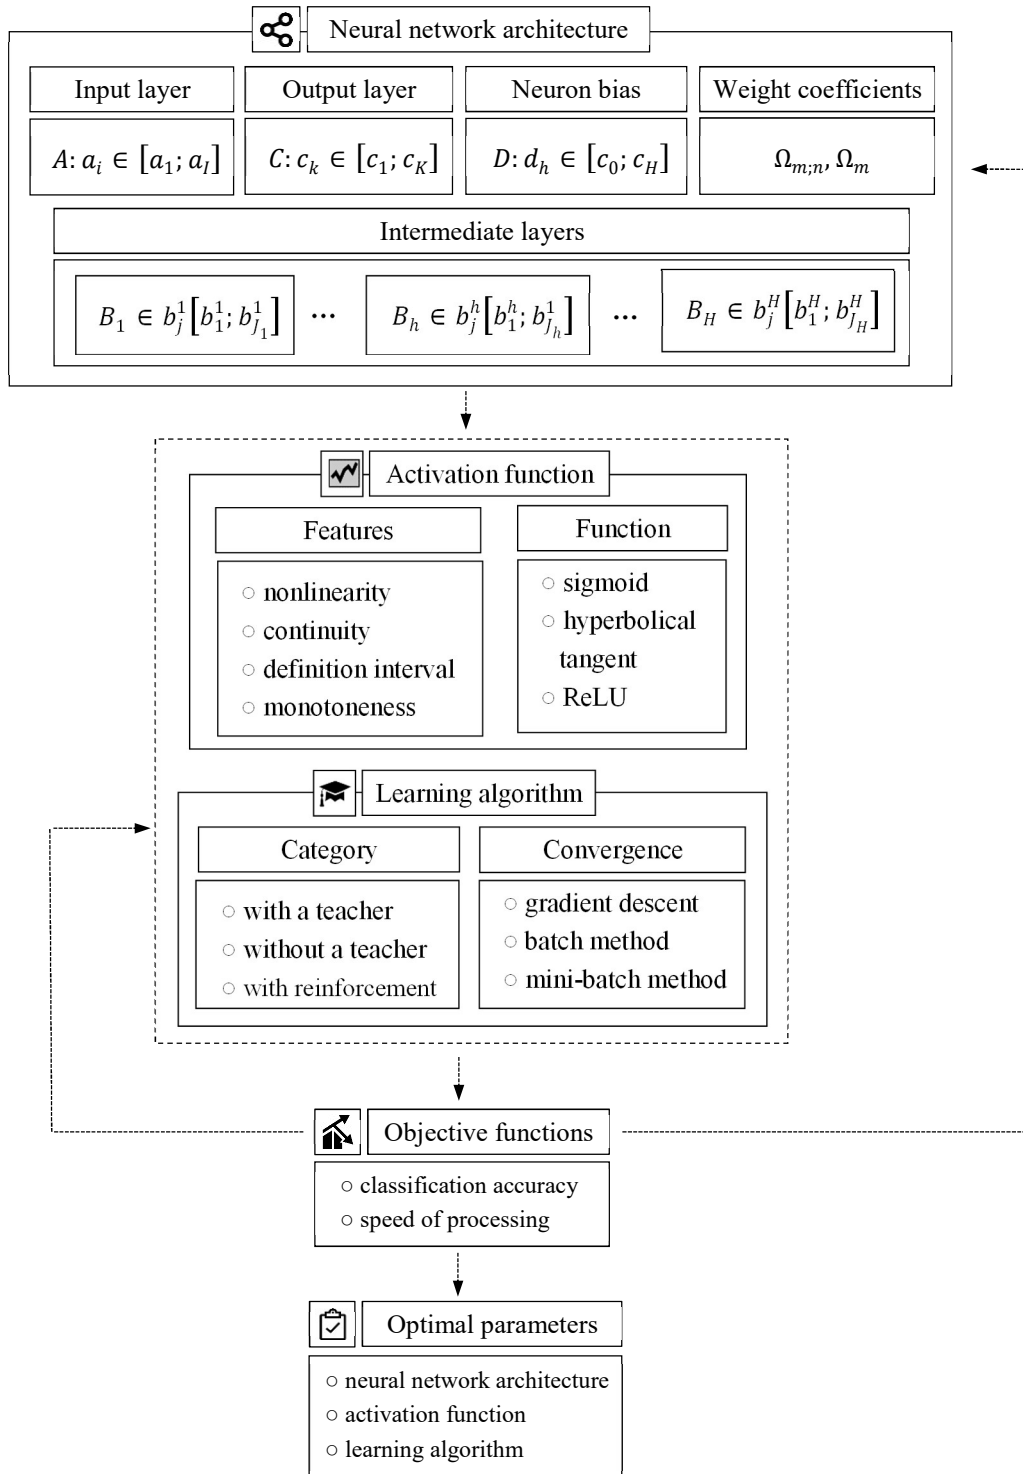 Neural network architecture
Input layer
Output layer
Neuron bias
Weight coefficients
A: a_i ∈ [a_1; a_I]
C: c_k ∈ [c_1; c_K]
D: d_h ∈ [c_0; c_H]
Ω_{m;n}, Ω_m
Intermediate layers
B_1 ∈ b_j^1[b_1^1; b_{J_1}^1]
...
B_h ∈ b_j^h[b_1^h; b_{J_h}^1]
...
B_H ∈ b_j^H[b_1^H; b_{J_H}^H]
Activation function
Features
○ nonlinearity
○ continuity
○ definition interval
○ monotoneness
Function
○ sigmoid
○ hyperbolical
tangent
○ ReLU
Learning algorithm
Category
○ with a teacher
○ without a teacher
○ with reinforcement
Convergence
○ gradient descent
○ batch method
○ mini-batch method
Objective functions
○ classification accuracy
○ speed of processing
Optimal parameters
○ neural network architecture
○ activation function
○ learning algorithm